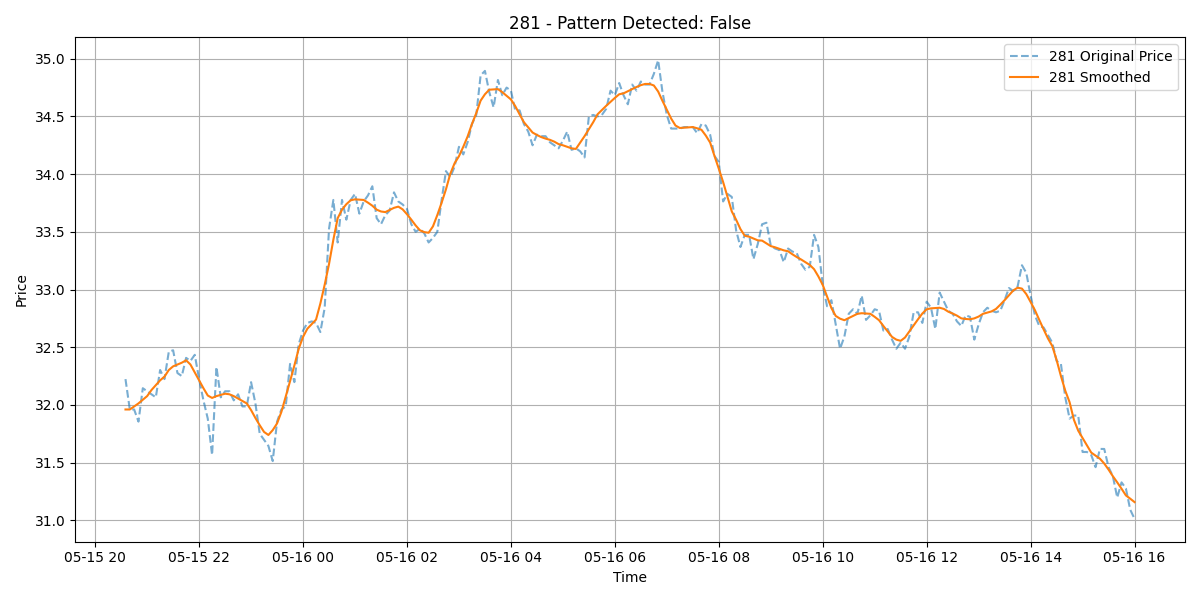 281 - Pattern Detected: False
281 Original Price
281 Smoothed
Price
35.0
34.5
34.0
33.5
33.0
32.5
32.0
31.5
31.0
05-15 20 05-15 22 05-16 00 05-16 02 05-16 04 05-16 06 05-16 08 05-16 10 05-16 12 05-16 14 05-16 16
Time